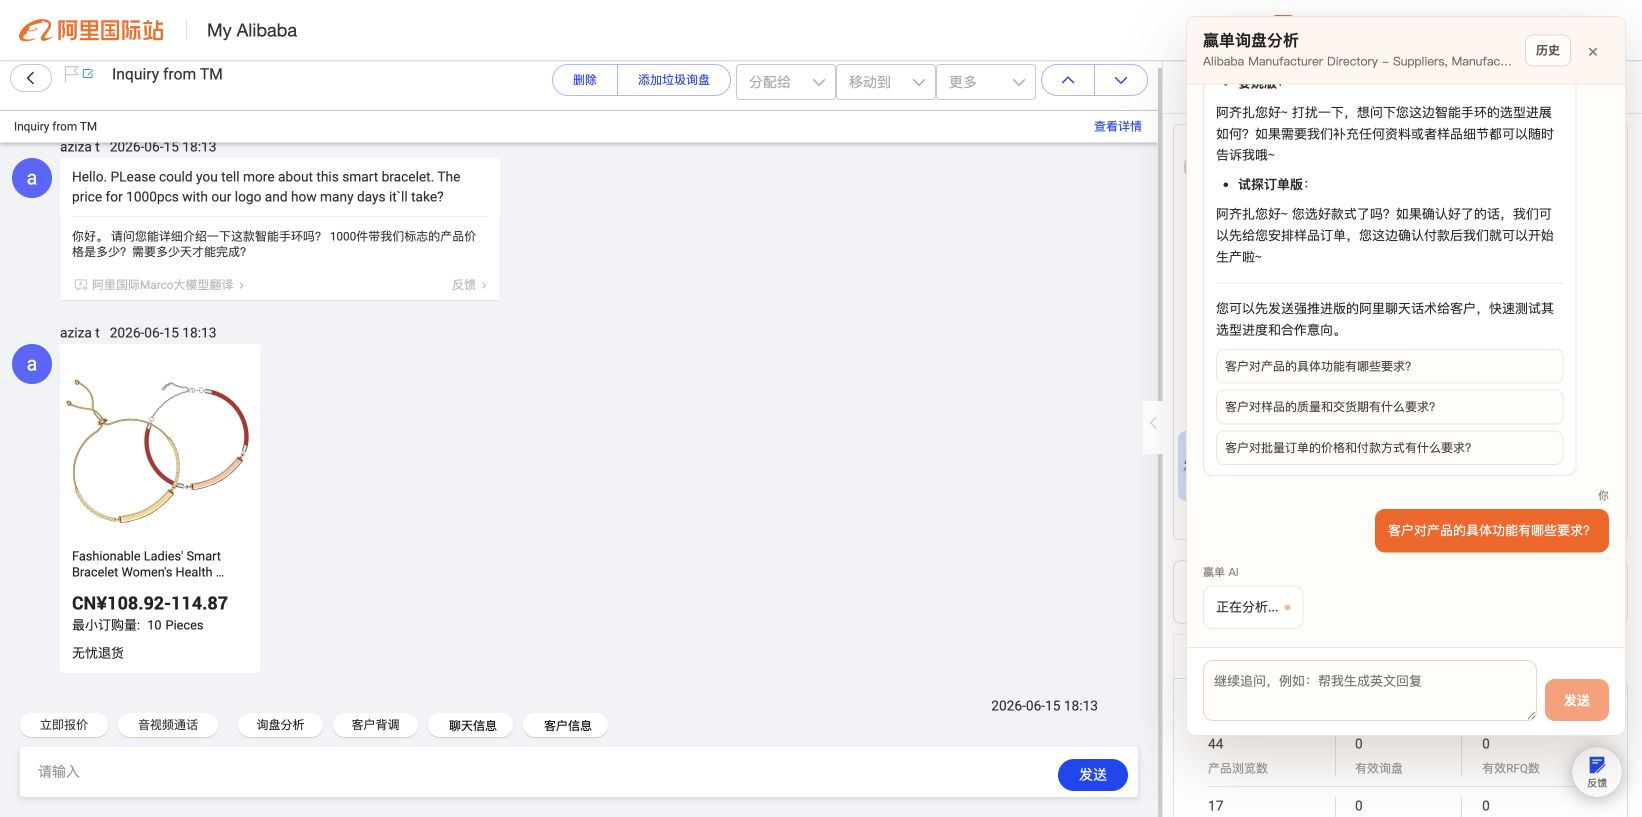 阿里国际站
My Alibaba
Inquiry from TM
删除
添加垃圾询盘
分配给
移动到
更多
Inquiry from TM
查看详情
aziza t 2026-06-15 18:13
a
Hello. PLease could you tell more about this smart bracelet. The
price for 1000pcs with our logo and how many days it`ll take?
你好。 请问您能详细介绍一下这款智能手环吗？ 1000件带我们标志的产品价
格是多少？需要多少天才能完成？
阿里国际Marco大模型翻译
反馈
aziza t 2026-06-15 18:13
a
Fashionable Ladies' Smart
Bracelet Women's Health ...
CN¥108.92-114.87
最小订购量：10 Pieces
无忧退货
2026-06-15 18:13
立即报价
音视频通话
询盘分析
客户背调
聊天信息
客户信息
请输入
发送
赢单询盘分析
Alibaba Manufacturer Directory – Suppliers, Manufac...
历史
阿齐扎您好~ 打扰一下，想问下您这边智能手环的选型进展
如何？如果需要我们补充任何资料或者样品细节都可以随时
告诉我哦~
试探订单版：
阿齐扎您好~ 您选好款式了吗？如果确认好了的话，我们可
以先给您安排样品订单，您这边确认付款后我们就可以开始
生产啦~
您可以先发送强推进版的阿里聊天话术给客户，快速测试其
选型进度和合作意向。
客户对产品的具体功能有哪些要求？
客户对样品的质量和交货期有什么要求？
客户对批量订单的价格和付款方式有什么要求？
你
客户对产品的具体功能有哪些要求？
赢单 AI
正在分析...
继续追问，例如：帮我生成英文回复
发送
44
0
0
产品浏览数
有效询盘
有效RFQ数
17
0
0
反馈